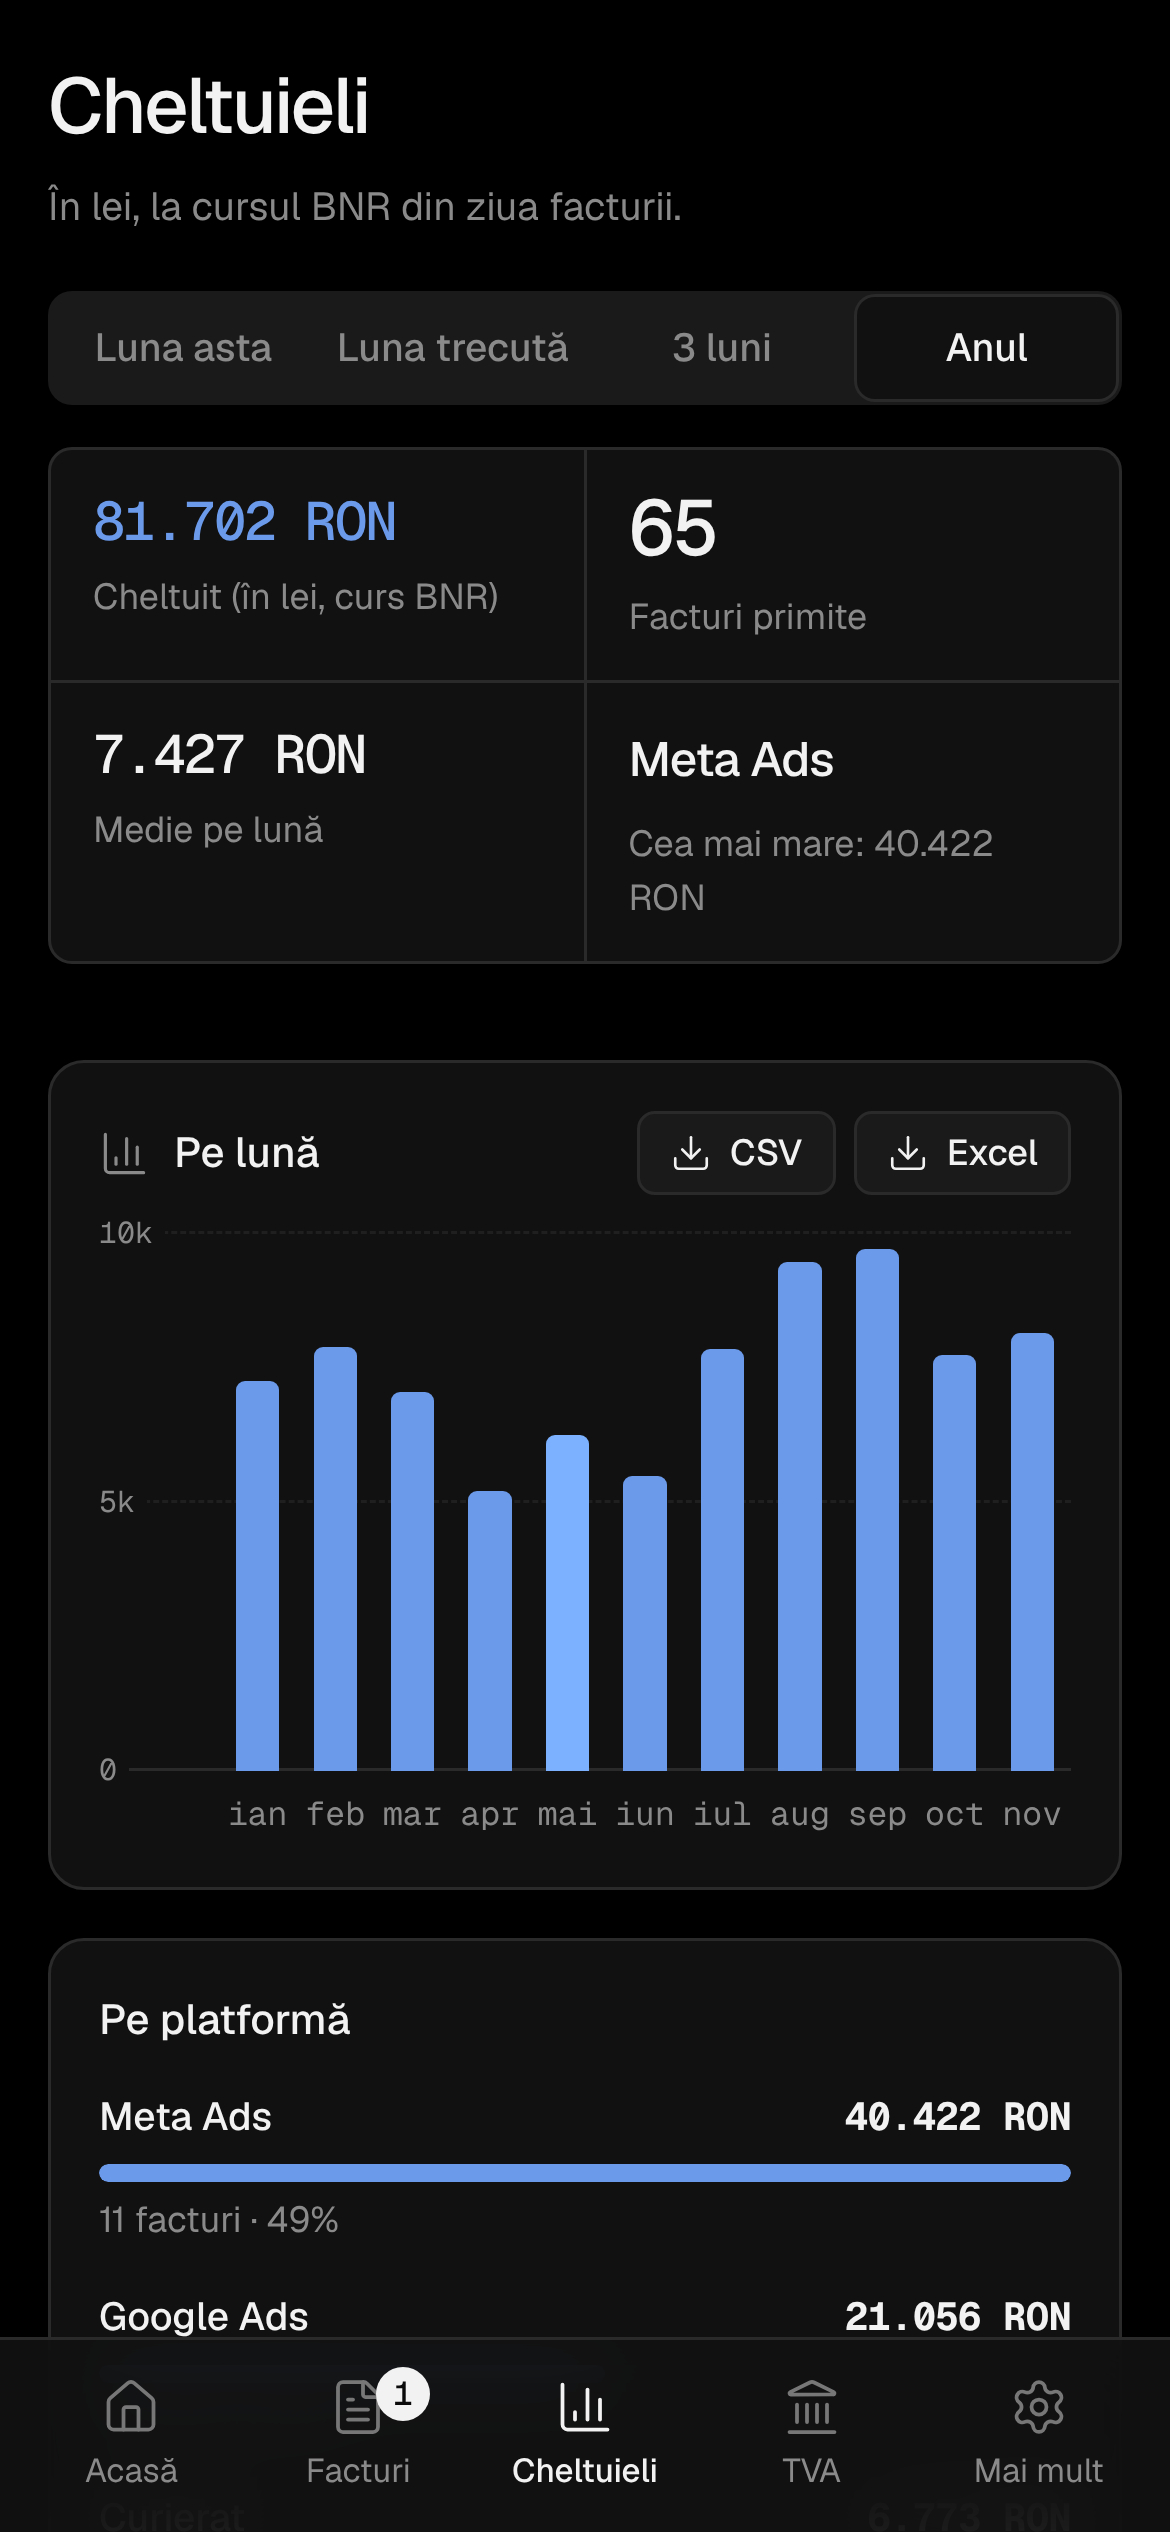 Cheltuieli
În lei, la cursul BNR din ziua facturii.
Luna asta Luna trecută 3 luni Anul
81.702 RON
Cheltuit (în lei, curs BNR)
65
Facturi primite
7.427 RON
Medie pe lună
Meta Ads
Cea mai mare: 40.422
RON
Pe lună CSV Excel
10k
5k
0
ian feb mar apr mai iun iul aug sep oct nov
Pe platformă
Meta Ads 40.422 RON
11 facturi · 49%
Google Ads 21.056 RON
1
Acasă Facturi Cheltuieli TVA Mai mult
Curierat 6.773 RON